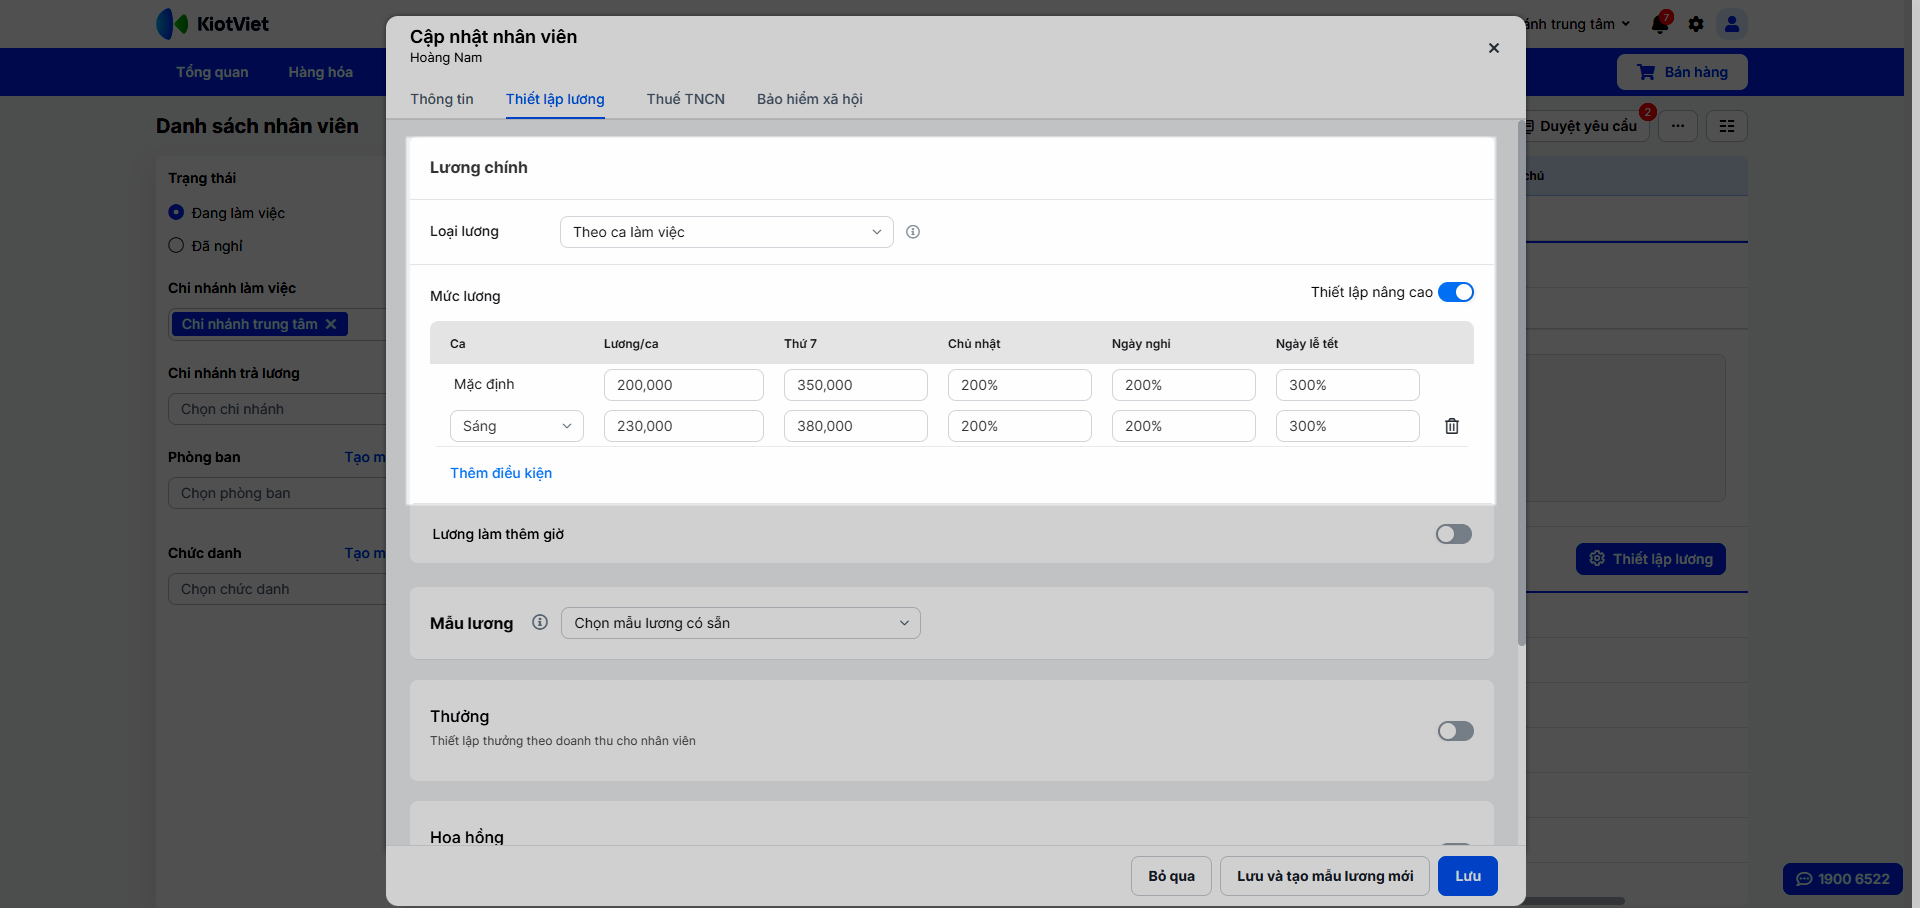 KiotViet
Tổng quan
Hàng hóa
ánh trung tâm
7
Bán hàng
Danh sách nhân viên
Duyệt yêu cầu
2
Trạng thái
Đang làm việc
Đã nghỉ
Chi nhánh làm việc
Chi nhánh trung tâm
Chi nhánh trả lương
Chọn chi nhánh
Phòng ban
Tạo m
Chọn phòng ban
Chức danh
Tạo m
Chọn chức danh
Cập nhật nhân viên
Hoàng Nam
Thông tin
Thiết lập lương
Thuế TNCN
Bảo hiểm xã hội
Lương chính
Loại lương
Theo ca làm việc
Mức lương
Thiết lập nâng cao
Ca
Lương/ca
Thứ 7
Chủ nhật
Ngày nghỉ
Ngày lễ tết
Mặc định
200,000
350,000
200%
200%
300%
Sáng
230,000
380,000
200%
200%
300%
Thêm điều kiện
Lương làm thêm giờ
Mẫu lương
Chọn mẫu lương có sẵn
Thưởng
Thiết lập thưởng theo doanh thu cho nhân viên
Hoa hồng
Bỏ qua
Lưu và tạo mẫu lương mới
Lưu
chú
Thiết lập lương
1900 6522